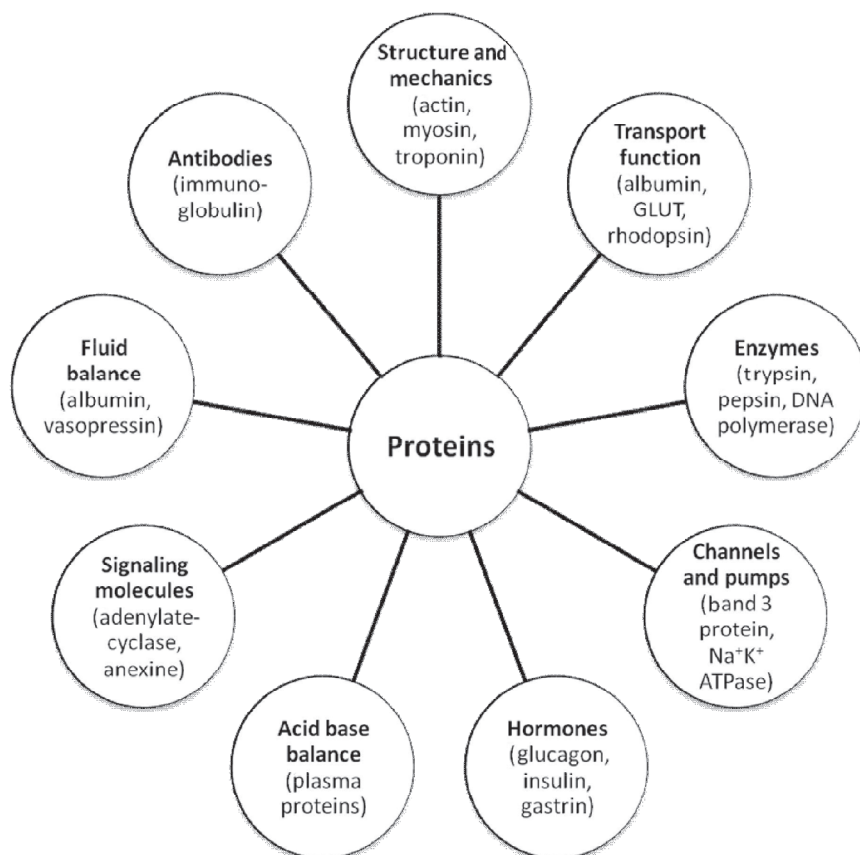 Structure and
mechanics
(actin,
myosin,
troponin)
Transport
function
(albumin,
GLUT,
rhodopsin)
Enzymes
(trypsin,
pepsin, DNA
polymerase)
Channels
and pumps
(band 3
protein,
Na⁺K⁺
ATPase)
Hormones
(glucagon,
insulin,
gastrin)
Acid base
balance
(plasma
proteins)
Signaling
molecules
(adenylate-
cyclase,
anexine)
Fluid
balance
(albumin,
vasopressin)
Antibodies
(immuno-
globulin)
Proteins